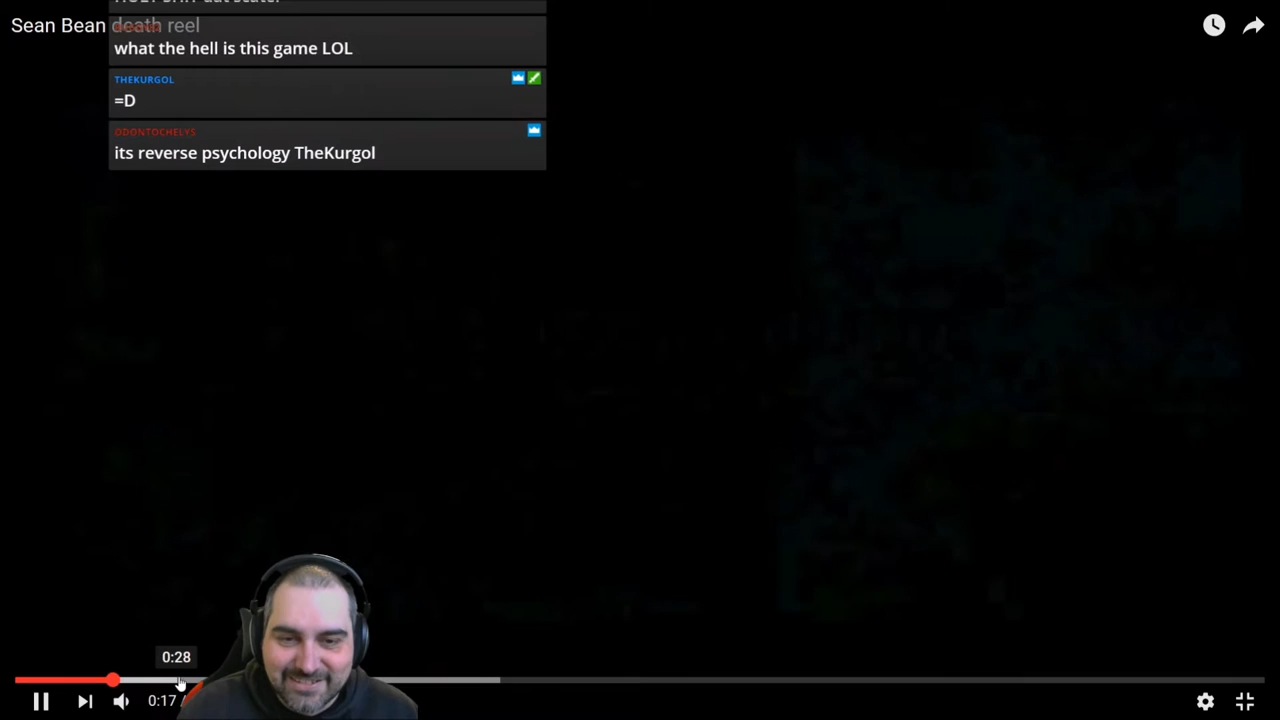 Sean Bean death reel
what the hell is this game LOL
THEKURGOL
=D
ODONTOCHELYS
its reverse psychology TheKurgol
0:28
0:17 /